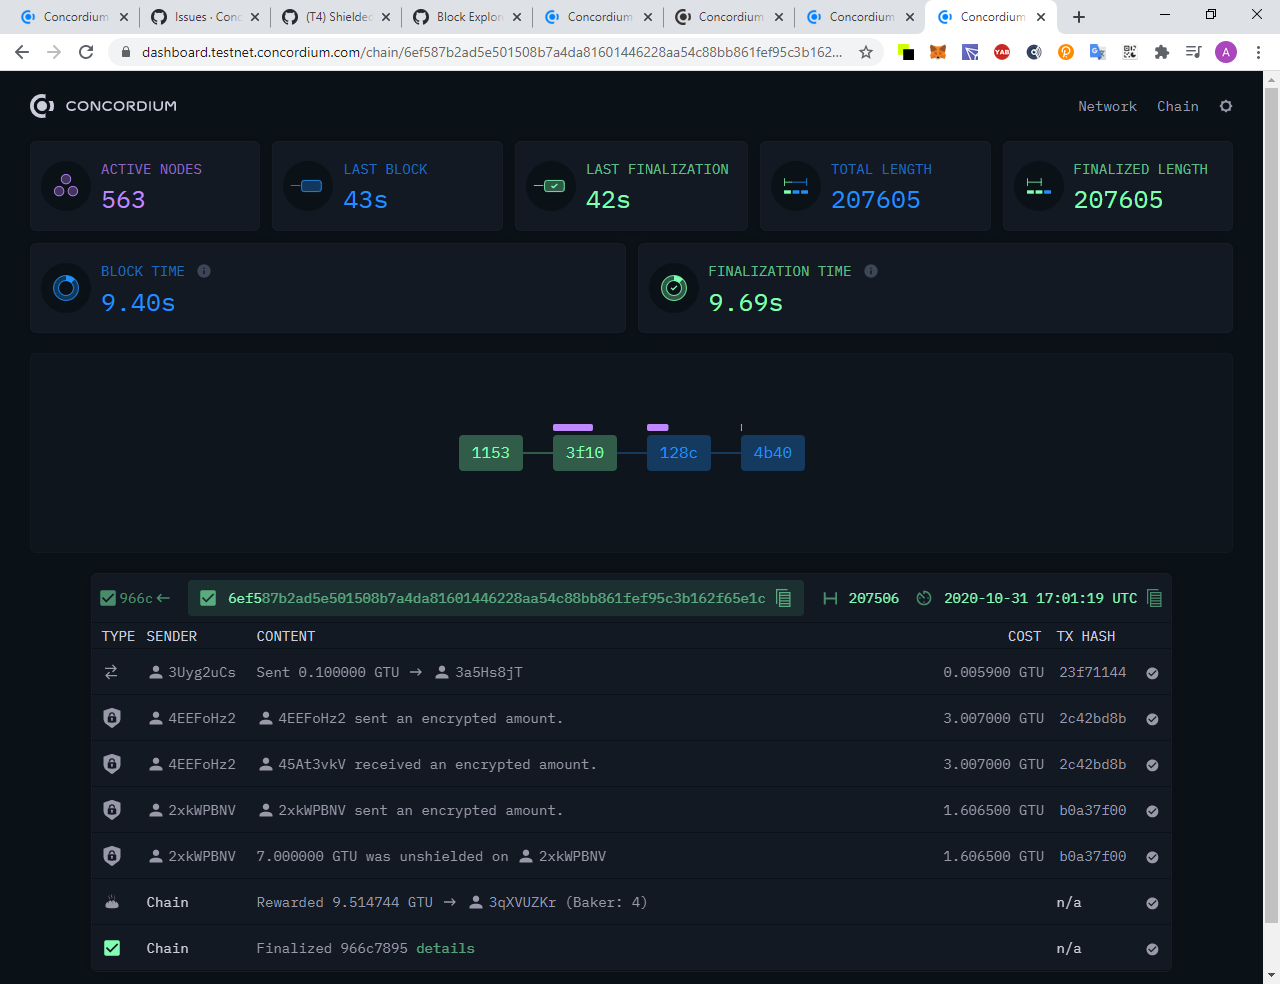 Concordium
Issues · Conc
(T4) Shielded
Block Explor
Concordium
Concordium
Concordium
Concordium
dashboard.testnet.concordium.com/chain/6ef587b2ad5e501508b7a4da81601446228aa54c88bb861fef95c3b162...
YAB
A
CONCORDIUM
Network Chain
ACTIVE NODES
563
LAST BLOCK
43s
LAST FINALIZATION
42s
TOTAL LENGTH
207605
FINALIZED LENGTH
207605
BLOCK TIME
9.40s
FINALIZATION TIME
9.69s
1153 3f10 128c 4b40
966c← 6ef587b2ad5e501508b7a4da81601446228aa54c88bb861fef95c3b162f65e1c 207506 2020-10-31 17:01:19 UTC
TYPE SENDER CONTENT COST TX HASH
3Uyg2uCs Sent 0.100000 GTU → 3a5Hs8jT 0.005900 GTU 23f71144
4EEFoHz2 4EEFoHz2 sent an encrypted amount. 3.007000 GTU 2c42bd8b
4EEFoHz2 45At3vkV received an encrypted amount. 3.007000 GTU 2c42bd8b
2xkWPBNV 2xkWPBNV sent an encrypted amount. 1.606500 GTU b0a37f00
2xkWPBNV 7.000000 GTU was unshielded on 2xkWPBNV 1.606500 GTU b0a37f00
Chain Rewarded 9.514744 GTU → 3qXVUZKr (Baker: 4) n/a
Chain Finalized 966c7895 details n/a